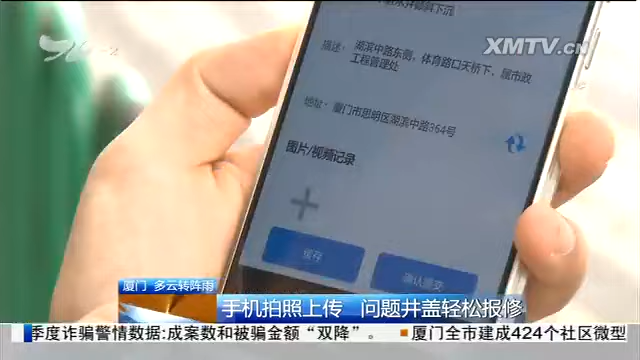 XMTV.CN
描述：湖滨中路东侧，体育路口天桥下，属市政
工程管理处
地址：厦门市思明区湖滨中路364号
图片/视频记录
暂存
确认提交
厦门 多云转阵雨
手机拍照上传 问题井盖轻松报修
季度诈骗警情数据:成案数和被骗金额“双降”。 ■厦门全市建成424个社区微型